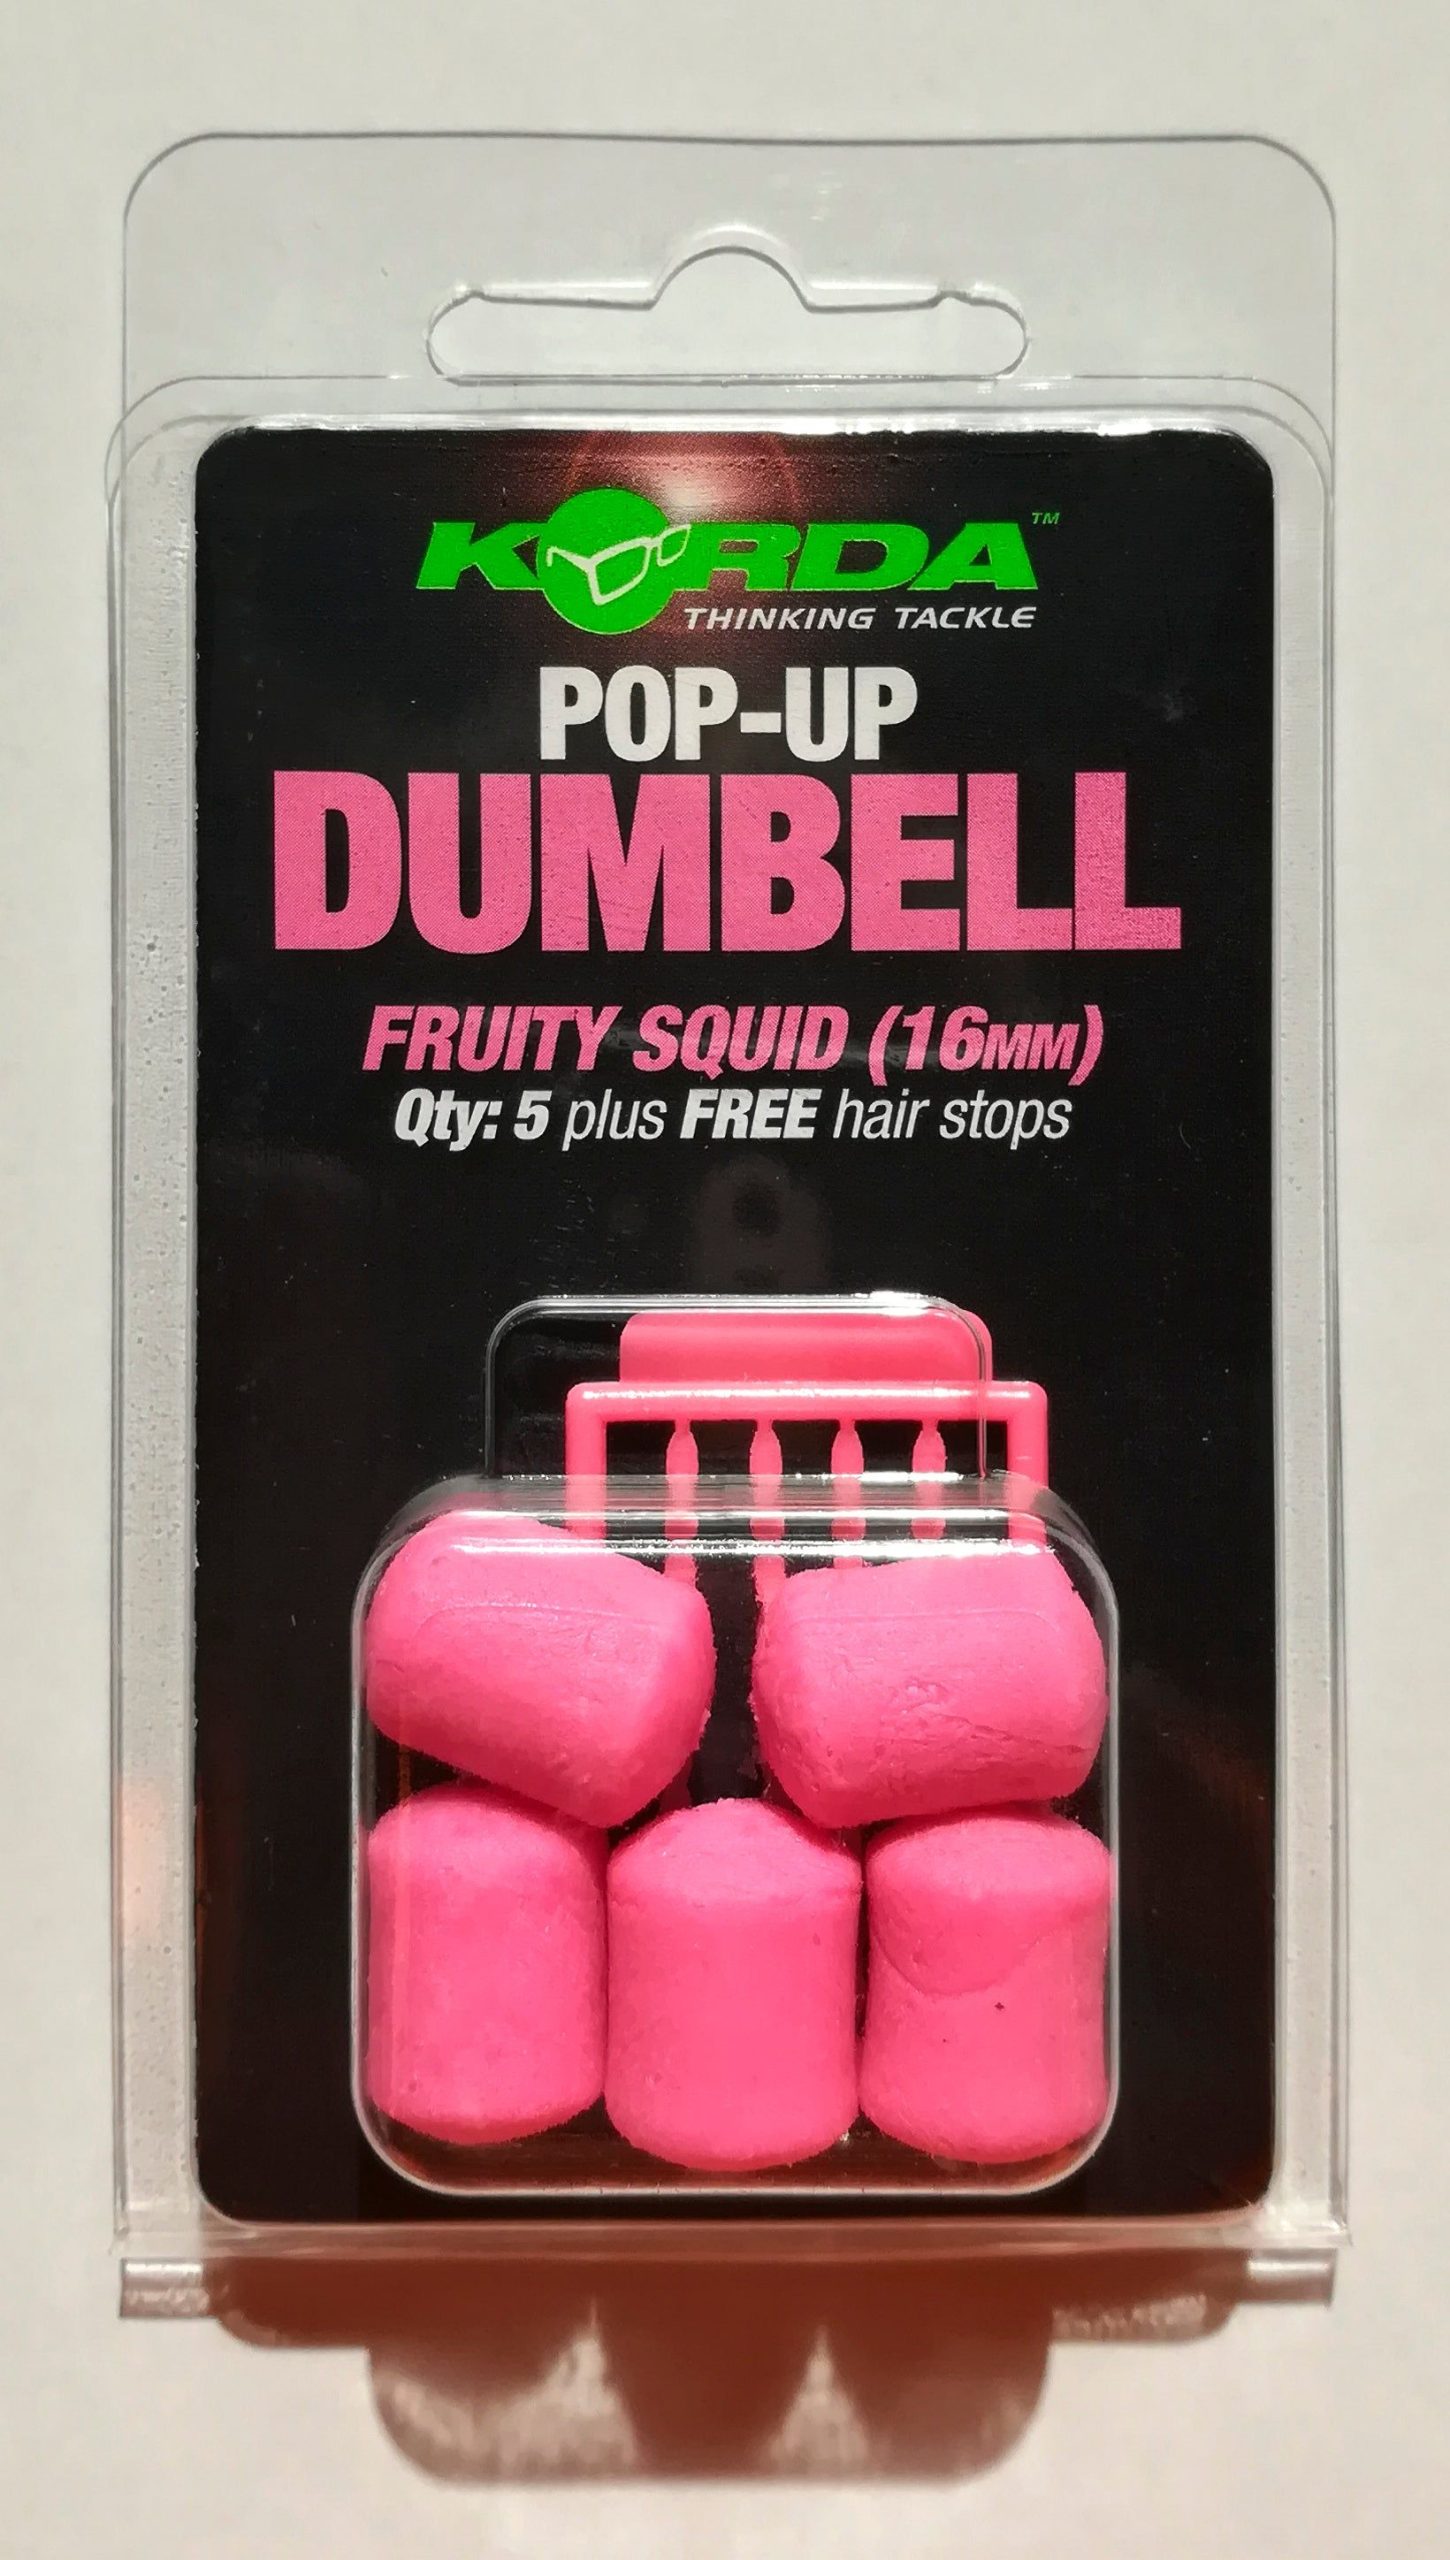 KORDA™
THINKING TACKLE
POP-UP
DUMBELL
FRUITY SQUID (16MM)
Qty: 5 plus FREE hair stops